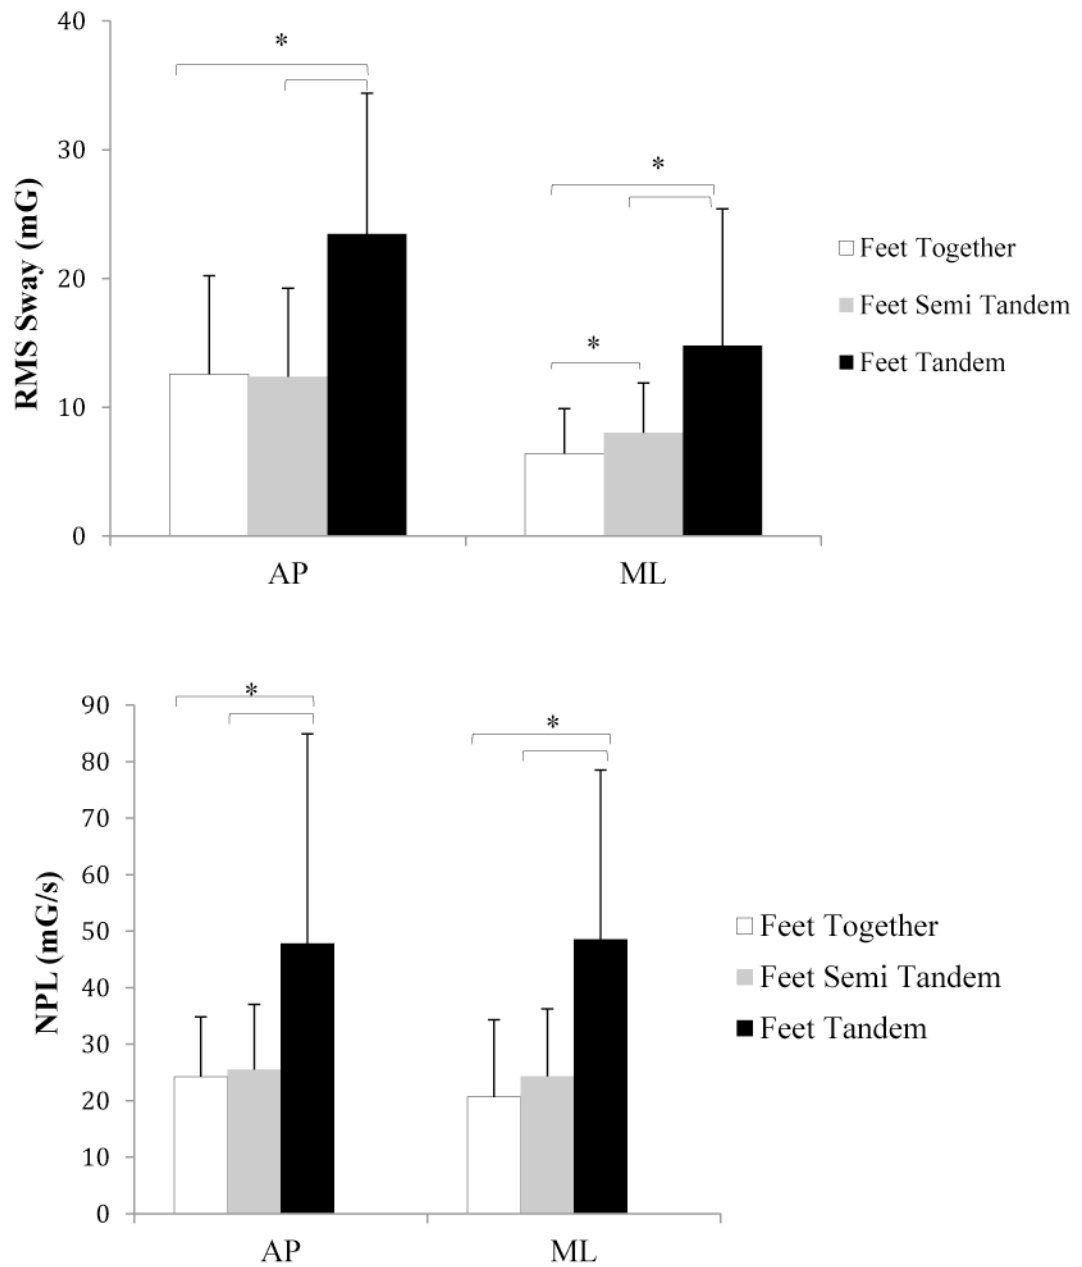 40
*
30
*
RMS Sway (mG)
Feet Together
20
Feet Semi Tandem
*
Feet Tandem
10
0
AP ML
90
*
*
80
70
60
NPL (mG/s)
50
Feet Together
40
Feet Semi Tandem
30
Feet Tandem
20
10
0
AP ML